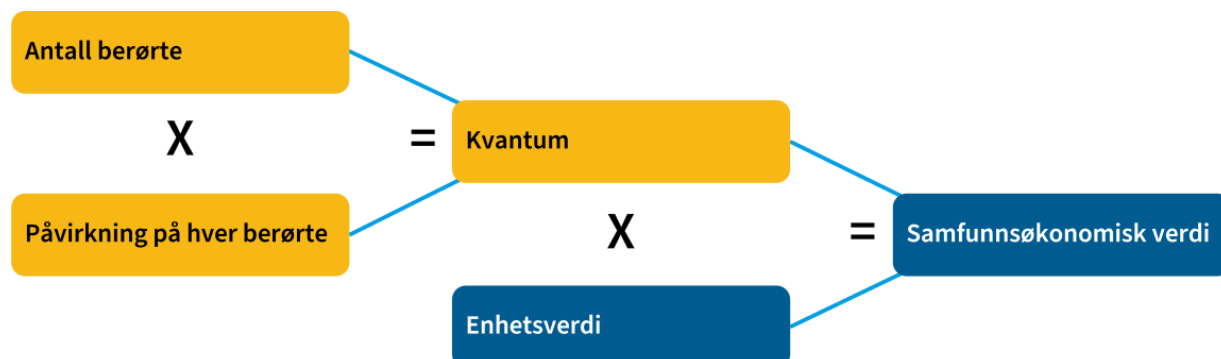 Antall berørte
X
=
Kvantum
Påvirkning på hver berørte
X
=
Samfunnsøkonomisk verdi
Enhetsverdi